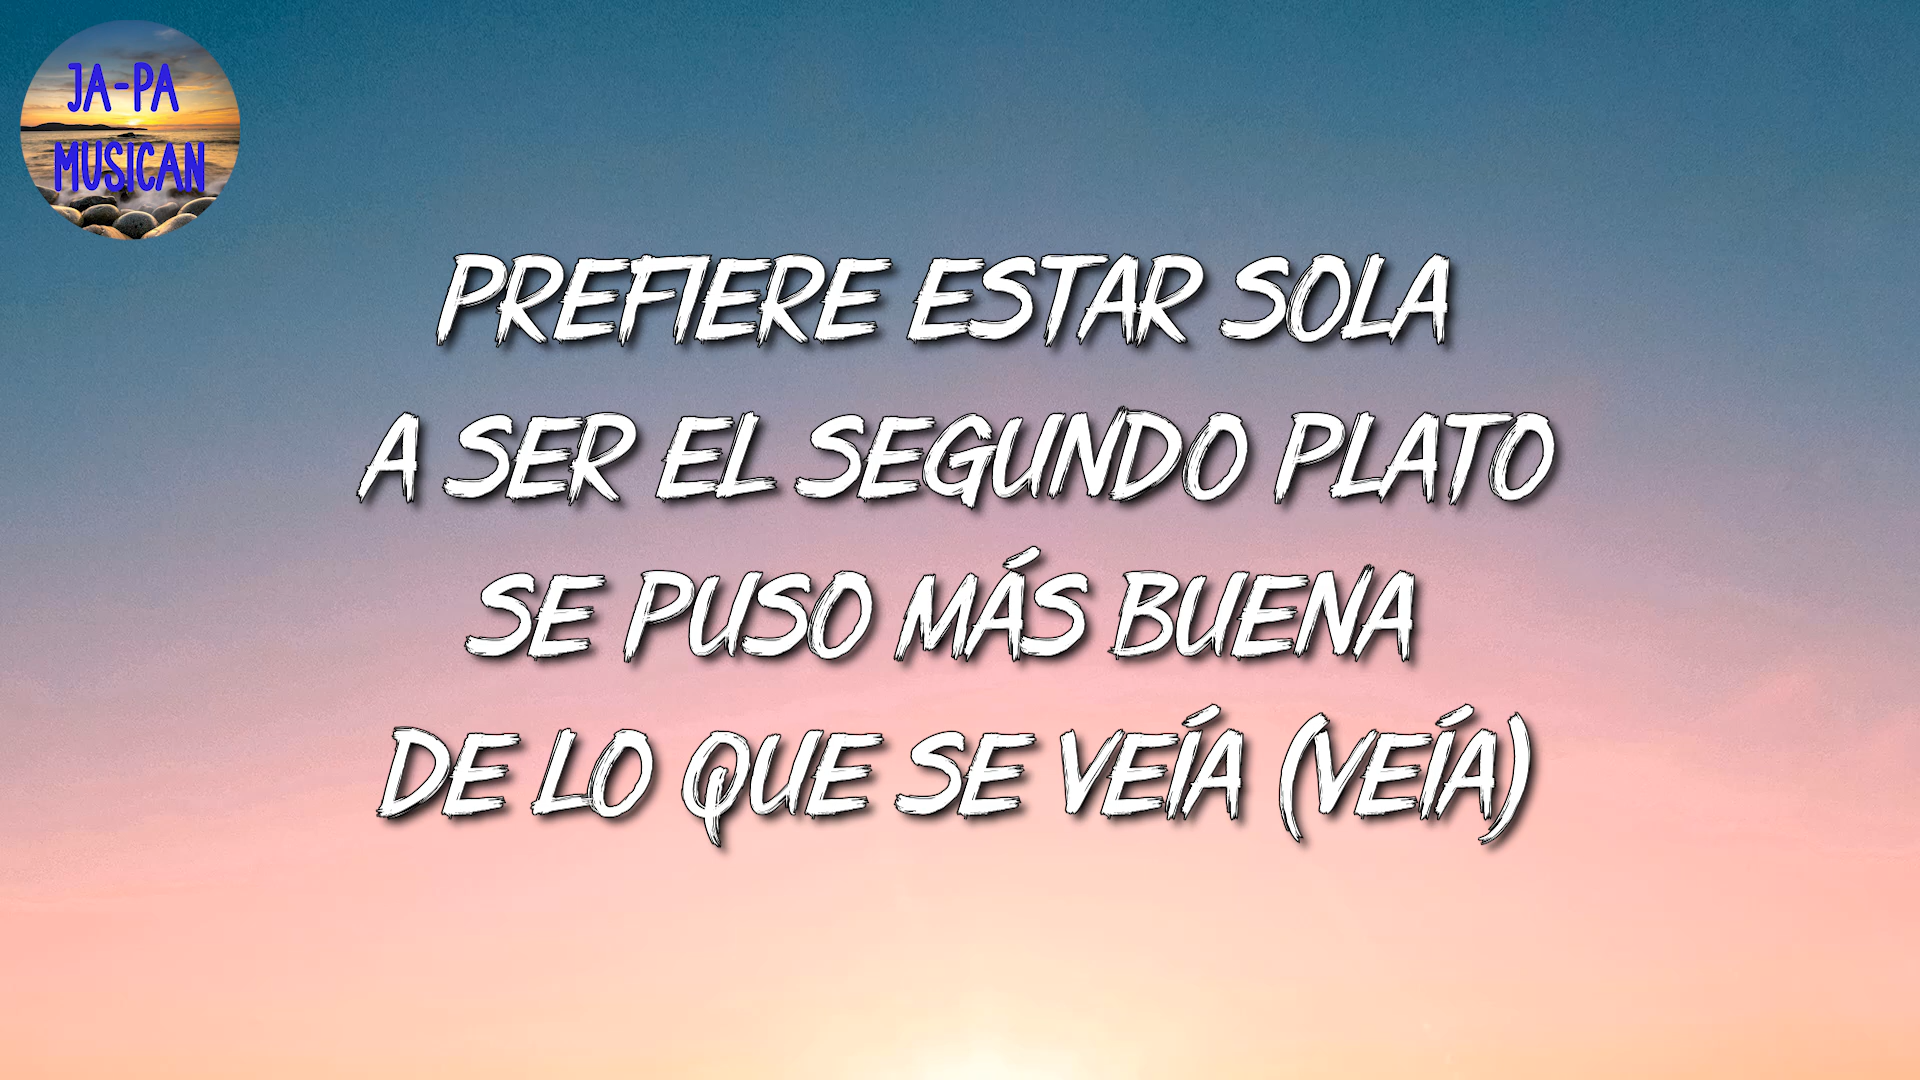 JA-PA
MUSICAN
PREFIERE ESTAR SOLA
A SER EL SEGUNDO PLATO
SE PUSO MÁS BUENA
DE LO QUE SE VEÍA (VEÍA)